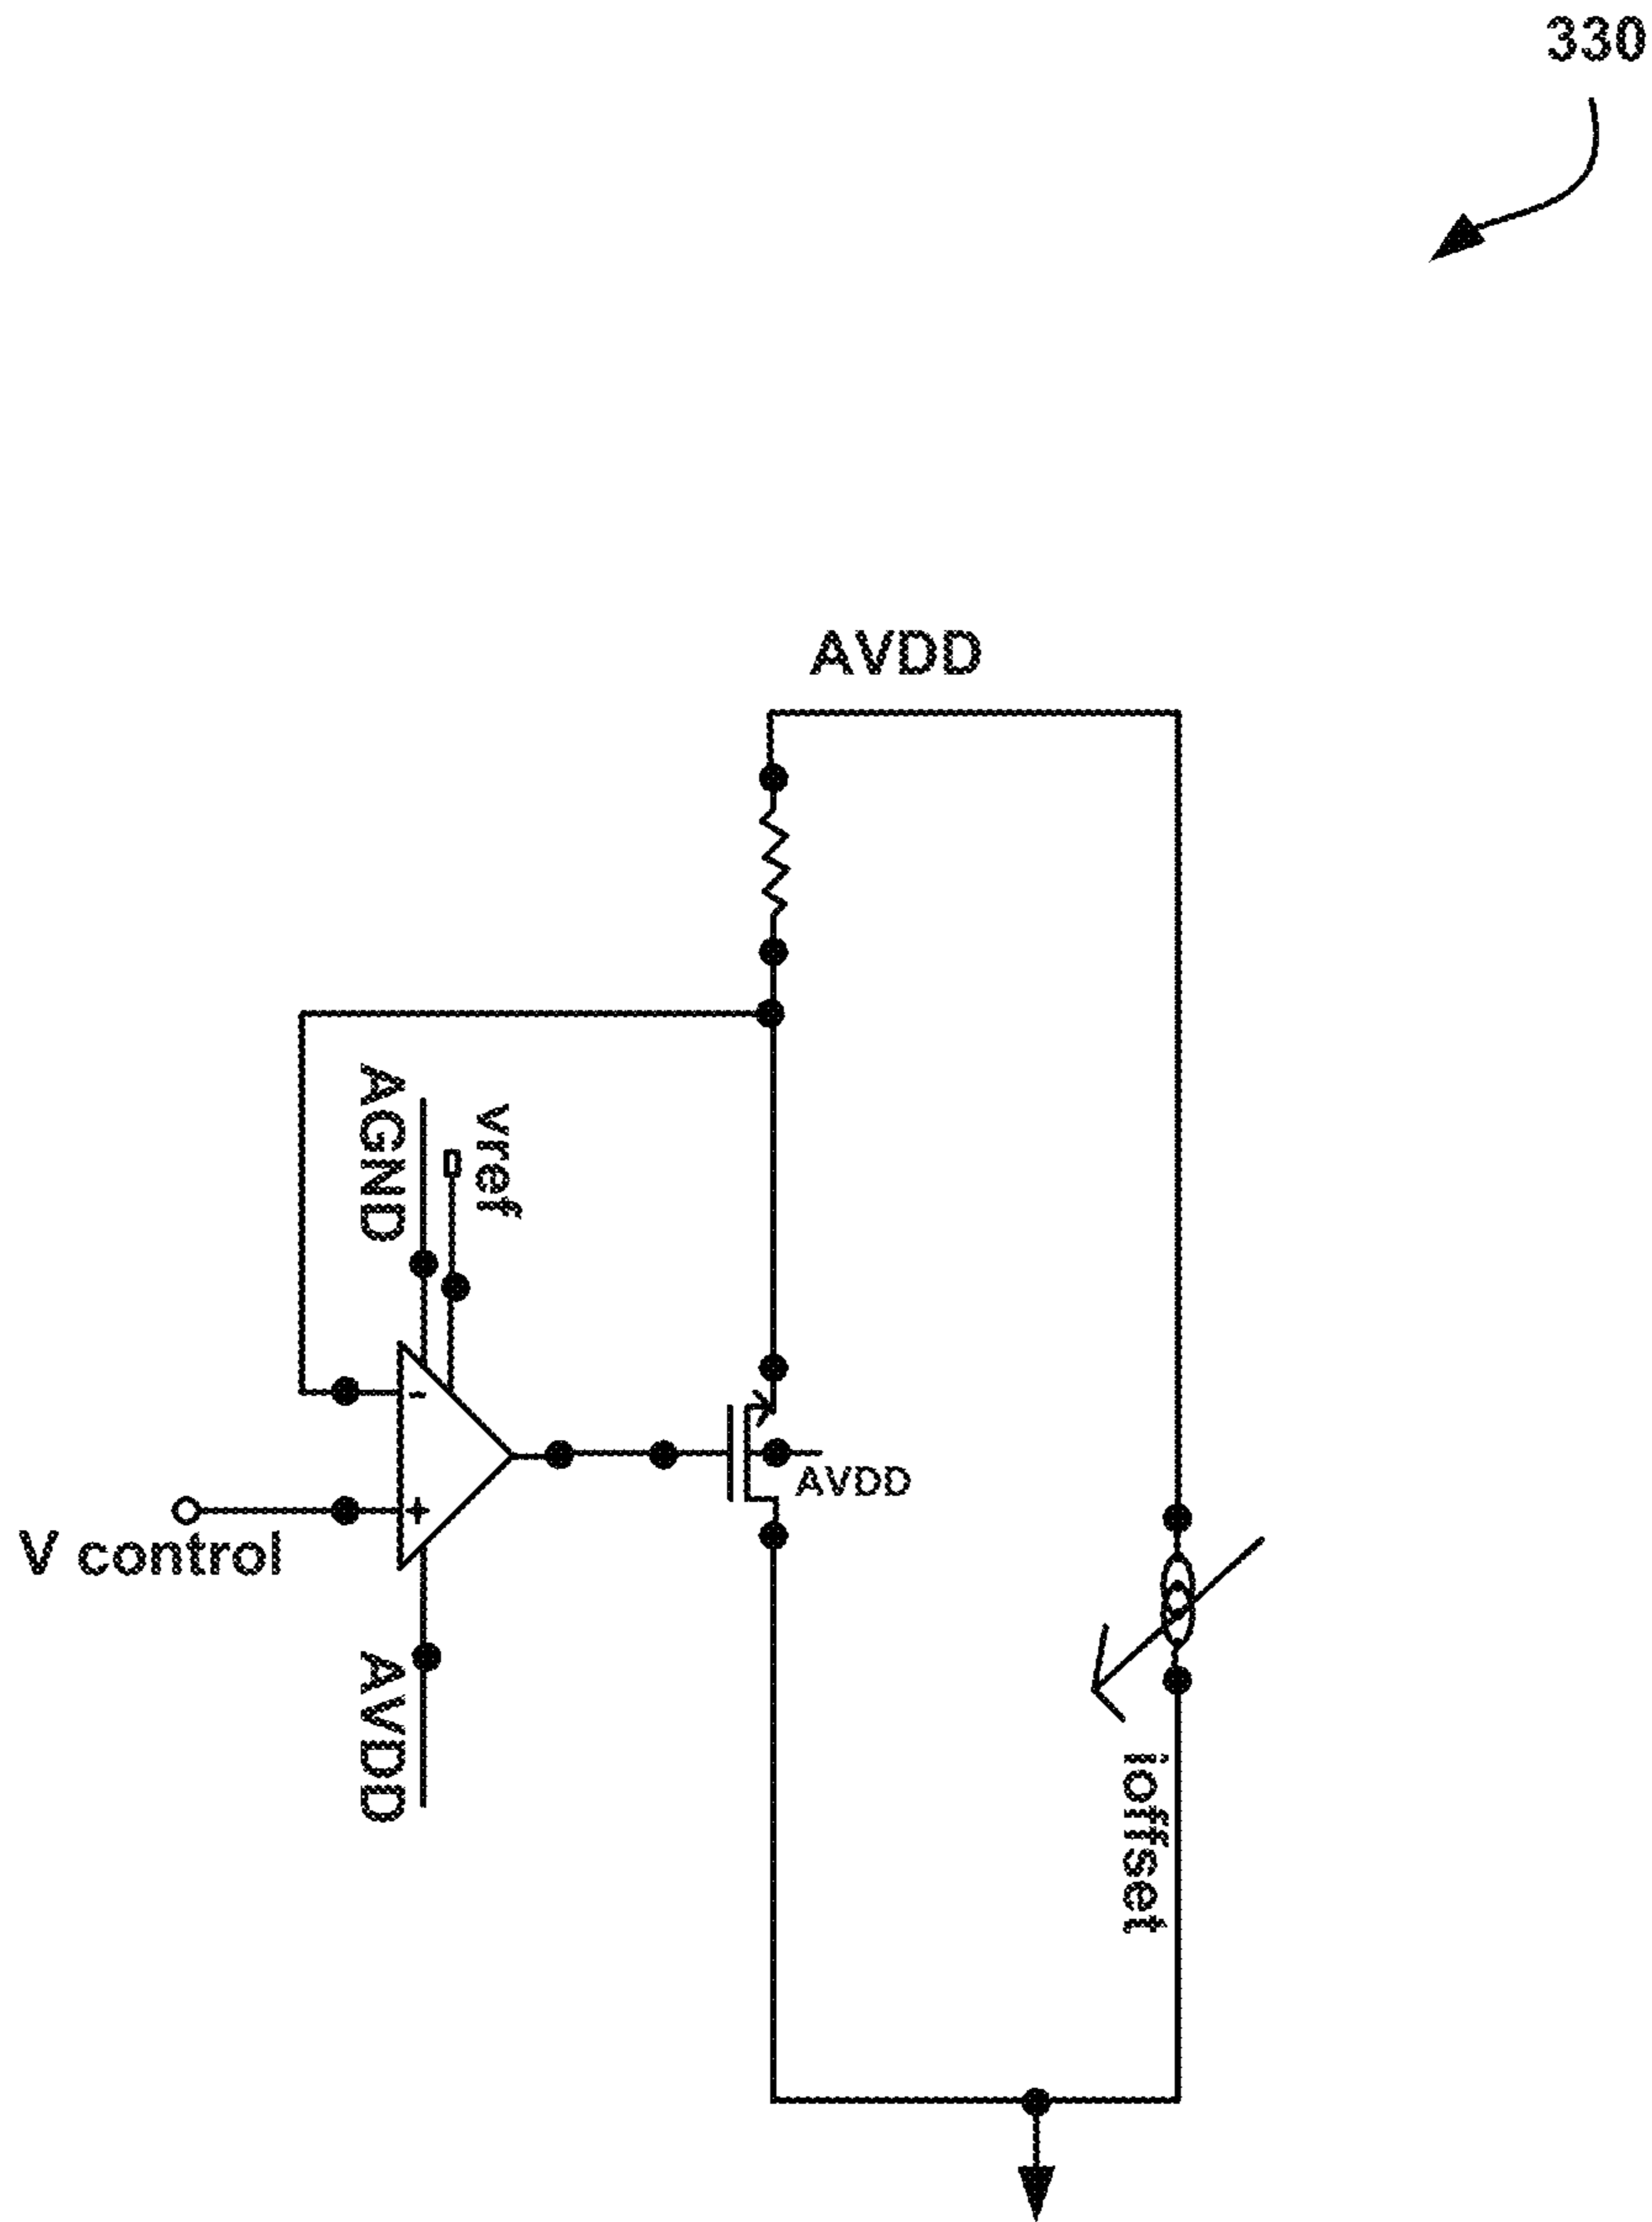 330
AVDD
AGND
vref
-
+
V control
AVDD
AVDD
ioffset